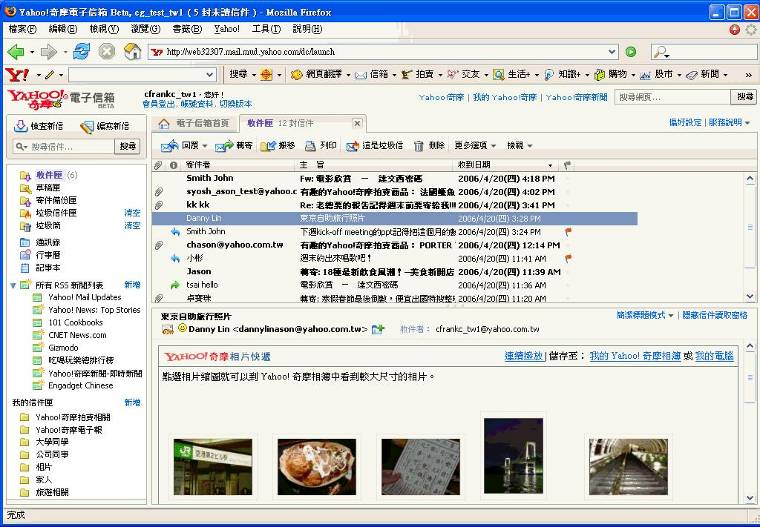 Yahoo!奇摩電子信箱 Beta, cg_test_tw1 ( 5 封未讀信件 ) - Mozilla Firefox
檔案(F) 編輯(E) 檢視(V) 瀏覽(G) 書籤(B) Yahoo! 工具(T) 說明(H)
http://web32307.mail.mud.yahoo.com/dc/launch
Y! 搜尋 網頁翻譯 信箱 拍賣 交友 生活+ 知識+ 購物 股市 新聞 »
YAHOO! 奇摩 電子信箱 BETA
cfrankc_tw1，您好！
會員登出, 帳號資料, 切換版本
Yahoo!奇摩 | 我的 Yahoo!奇摩 | Yahoo!奇摩新聞
搜尋網頁... 搜尋
檢查新信 編寫新信
電子信箱首頁 收件匣 12 封信件
偏好設定 | 服務說明
搜尋信件... 搜尋
回覆 轉寄 搬移 列印 這是垃圾信 刪除 更多選項 檢視
寄件者 主 旨 收到日期
收件匣 (6)
草稿匣
寄件備份匣
垃圾信件匣 清空
垃圾筒 清空
通訊錄
行事曆
記事本
所有 RSS 新聞列表 新增
Yahoo! Mail Updates
Yahoo! News: Top Stories
101 Cookbooks
CNET News.com
Gizmodo
吃喝玩樂總排行榜
Yahoo!奇摩新聞-即時新聞
Engadget Chinese
我的信件匣 新增
Yahoo!奇摩拍賣相關
Yahoo!奇摩電子報
大學同學
公司同事
相片
家人
旅遊相關
Smith John Fw: 電影欣賞 － 達文西密碼 2006/4/20(四) 4:18 PM
syosh_ason_test@yahoo.c 有趣的Yahoo!奇摩拍賣商品： 法國鱷魚 2006/4/20(四) 4:02 PM
kk kk Re: 老總要的報告記得週末前要寄給我!!! 2006/4/20(四) 3:41 PM
Danny Lin 東京自助旅行照片 2006/4/20(四) 3:28 PM
Smith John 下週kick-off meeting的ppt記得把這個月的 2006/4/20(四) 3:24 PM
chason@yahoo.com.tw 有趣的Yahoo!奇摩拍賣商品： PORTER 2006/4/20(四) 12:14 PM
小彬 週末約出來唱歌吧！ 2006/4/20(四) 11:41 AM
Jason 轉寄: 18種最新飲食風潮！─美食新聞店 2006/4/20(四) 11:39 AM
tsai hello 電影欣賞 － 達文西密碼 2006/4/20(四) 11:36 AM
卓寶咪 2006/4/20(四) 11:21 AM
東京自助旅行照片
簡潔標題模式 | 隱藏信件讀取窗格
Danny Lin <dannylinason@yahoo.com.tw>
收件者： cfrankc_tw1@yahoo.com.tw
YAHOO! 奇摩 相片快遞
連續撥放 | 儲存至： 我的 Yahoo! 奇摩相簿 或 我的電腦
點選相片縮圖就可以到 Yahoo! 奇摩相簿中看到較大尺寸的相片。
JR
完成